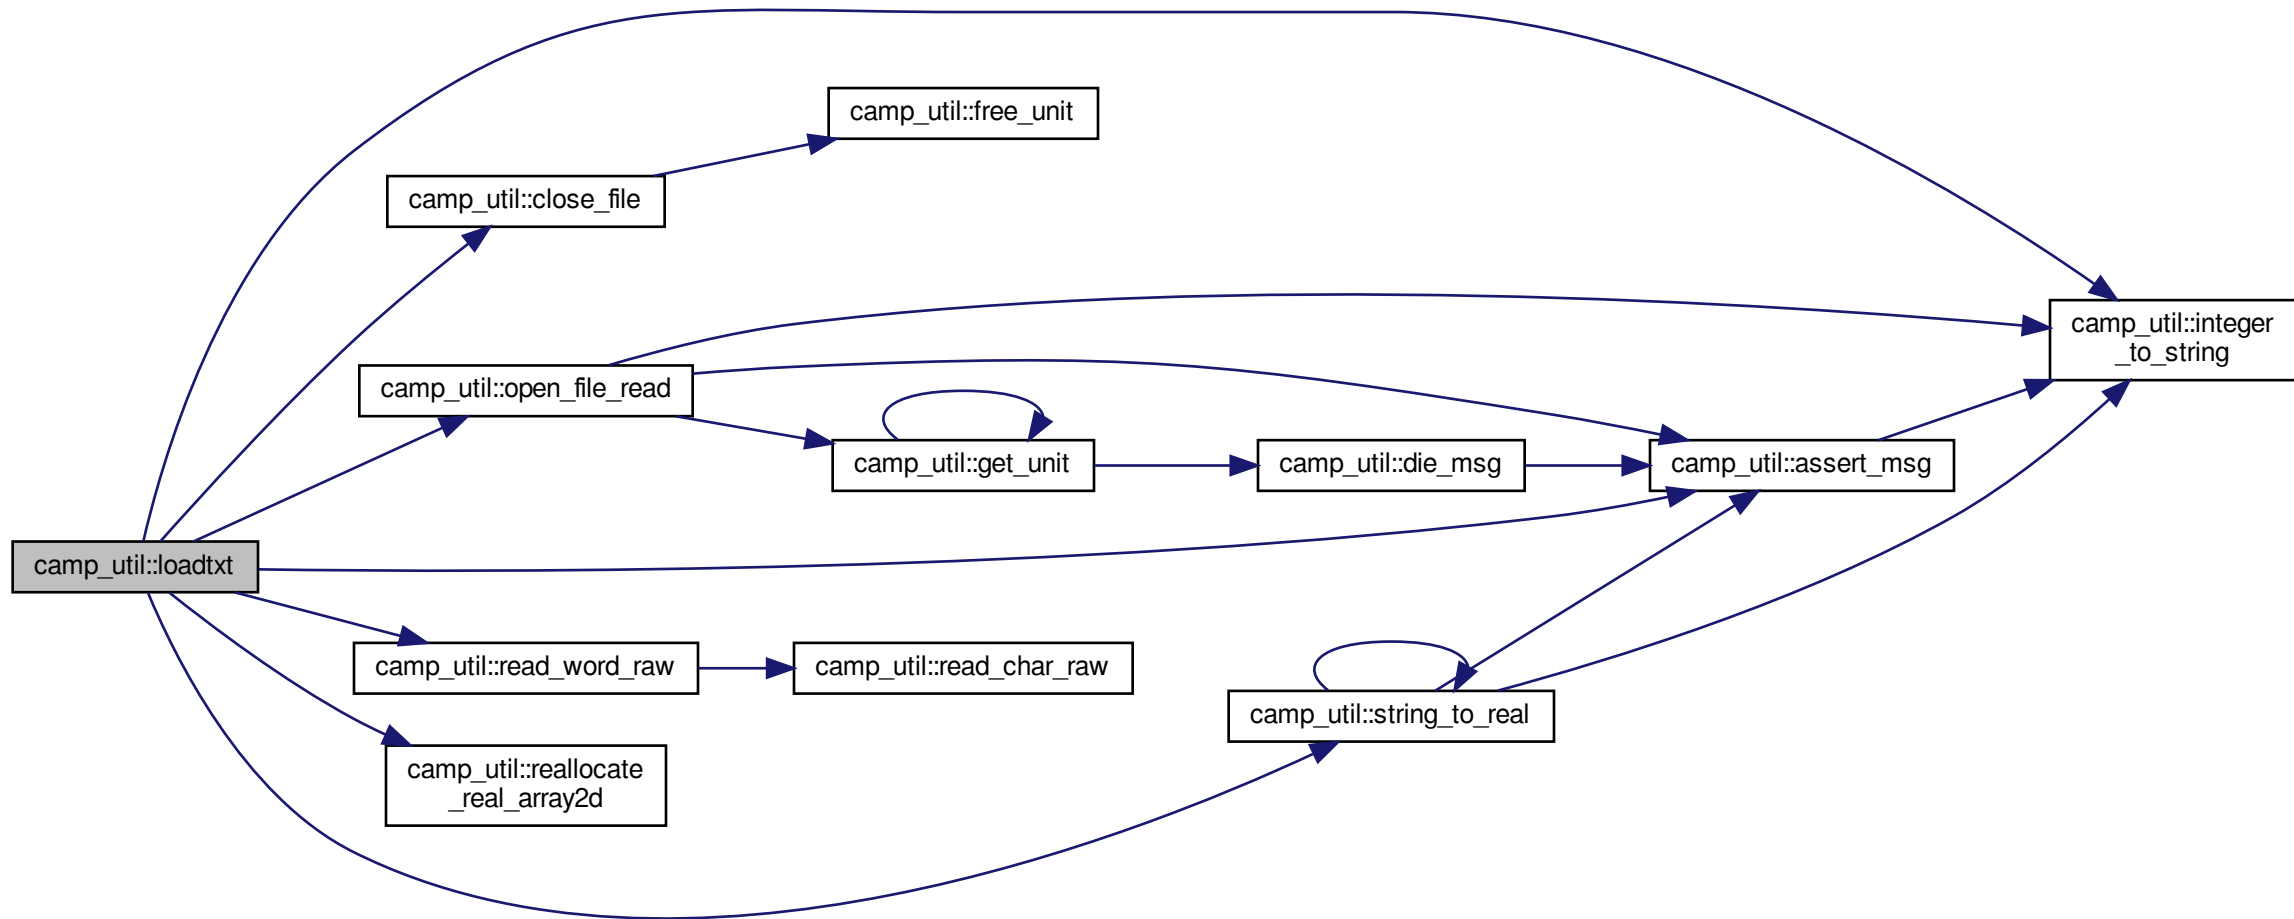 camp_util::free_unit
camp_util::close_file
camp_util::integer
_to_string
camp_util::open_file_read
camp_util::get_unit
camp_util::die_msg
camp_util::assert_msg
camp_util::loadtxt
camp_util::read_word_raw
camp_util::read_char_raw
camp_util::string_to_real
camp_util::reallocate
_real_array2d